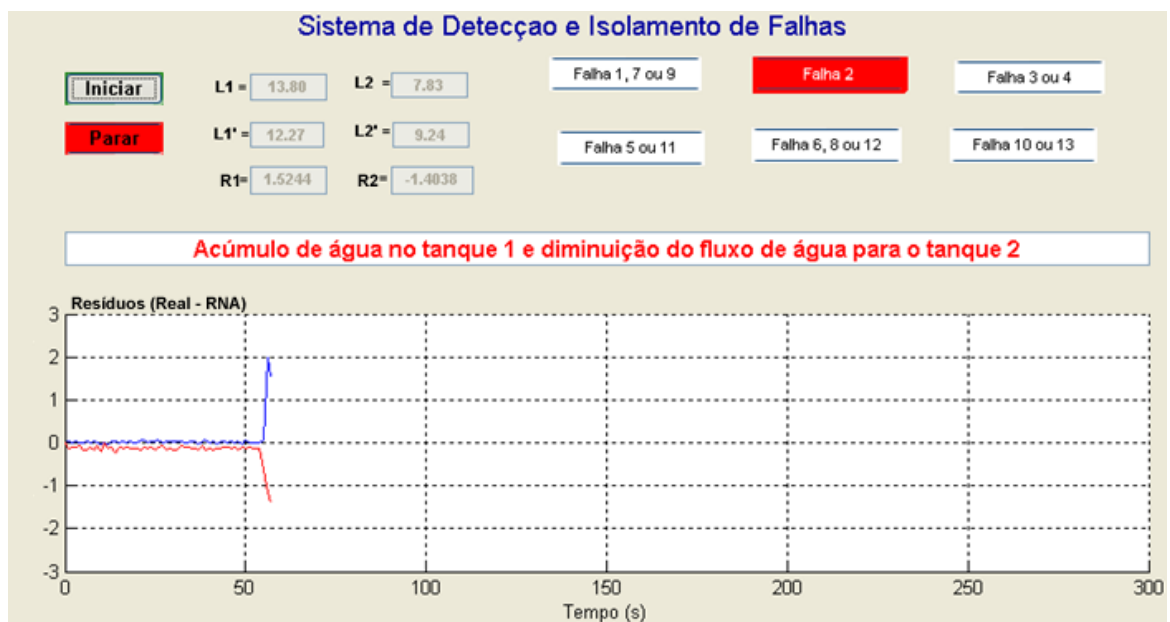 Sistema de Detecçao e Isolamento de Falhas
Iniciar
Parar
L1 = 13.80
L2 = 7.83
L1' = 12.27
L2' = 9.24
R1= 1.5244
R2= -1.4038
Falha 1, 7 ou 9
Falha 2
Falha 3 ou 4
Falha 5 ou 11
Falha 6, 8 ou 12
Falha 10 ou 13
Acúmulo de água no tanque 1 e diminuição do fluxo de água para o tanque 2
Resíduos (Real - RNA)
3
2
1
0
-1
-2
-3
0 50 100 150 200 250 300
Tempo (s)